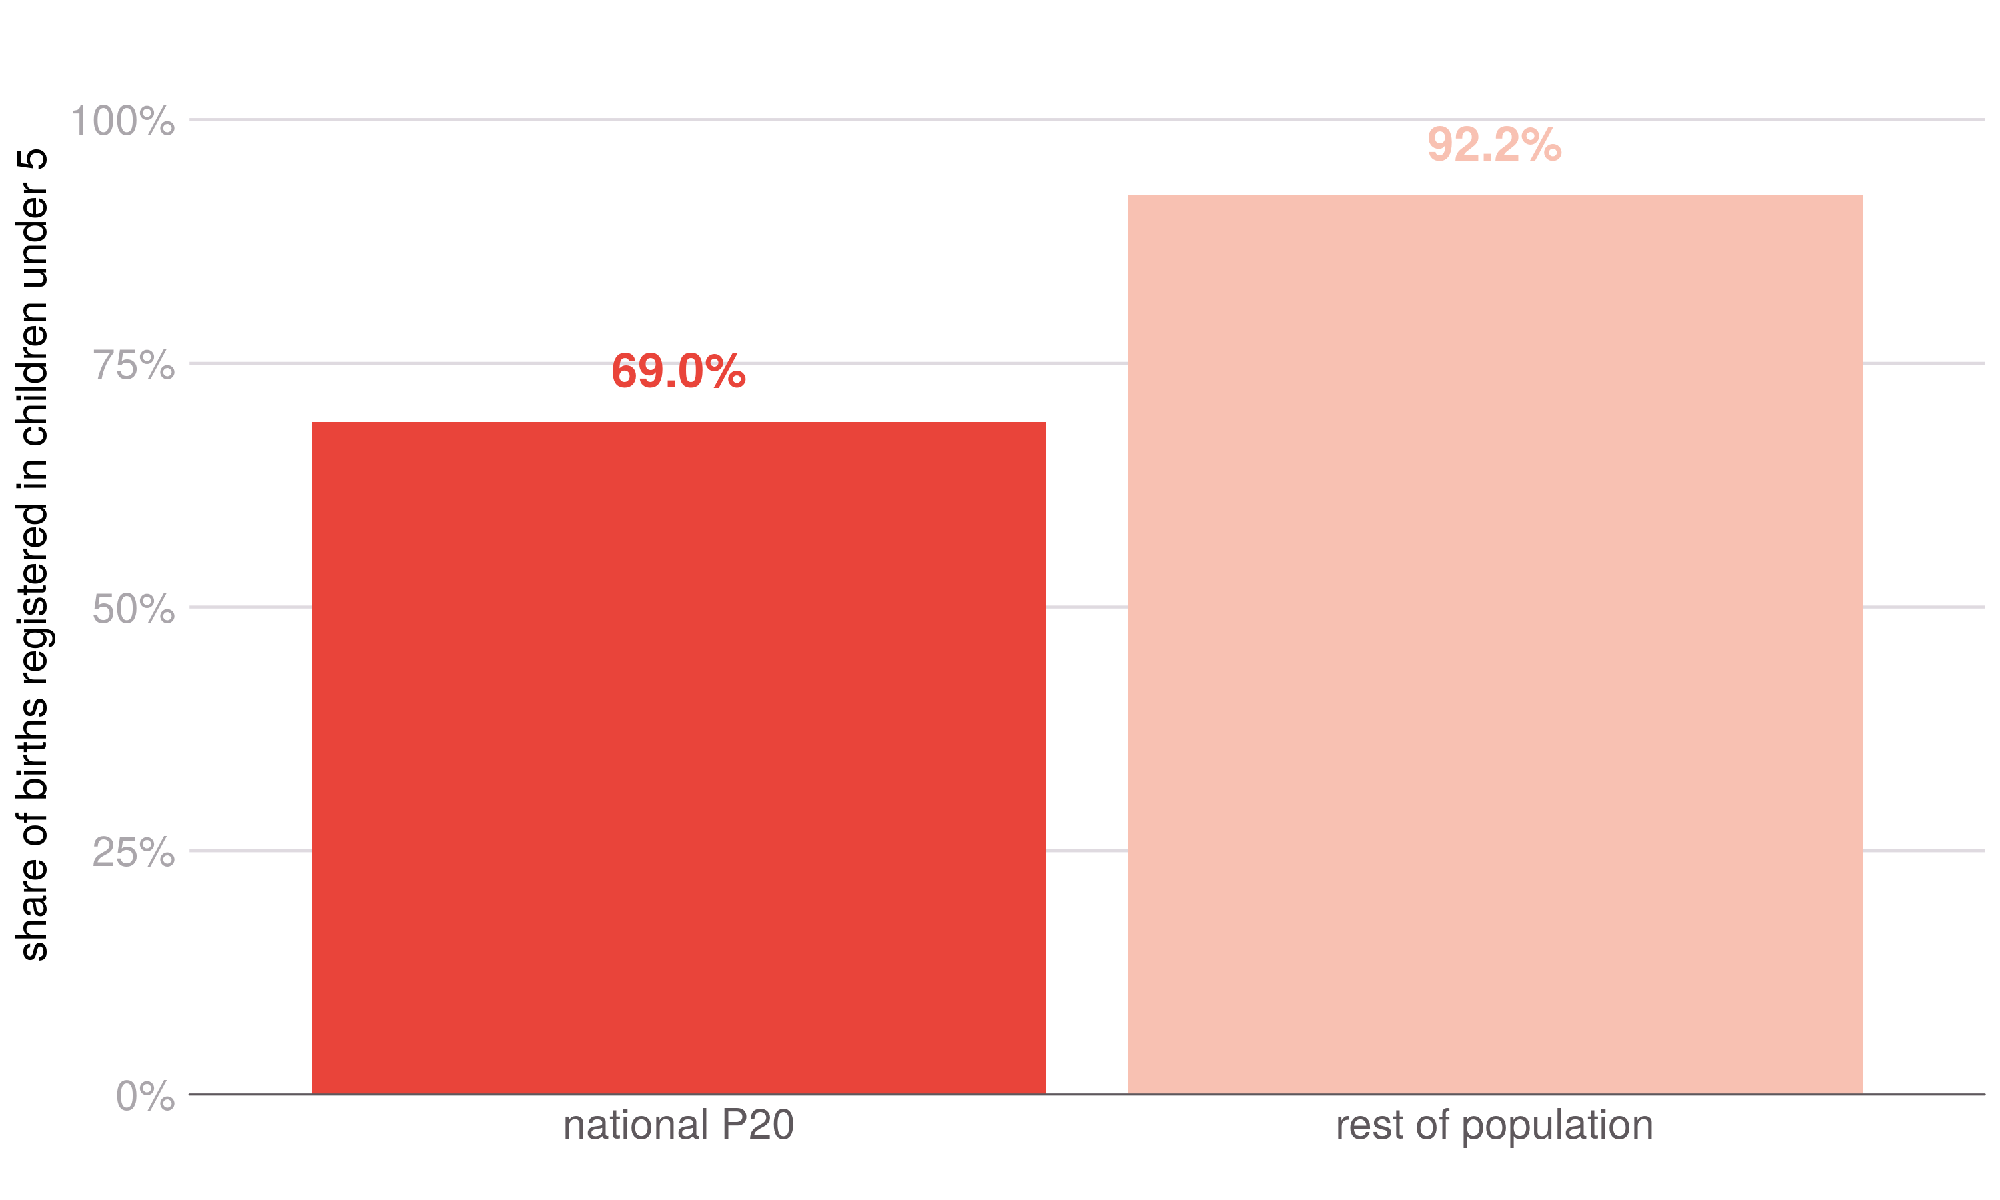 share of births registered in children under 5
100%
75%
50%
25%
0%
69.0%
92.2%
national P20
rest of population